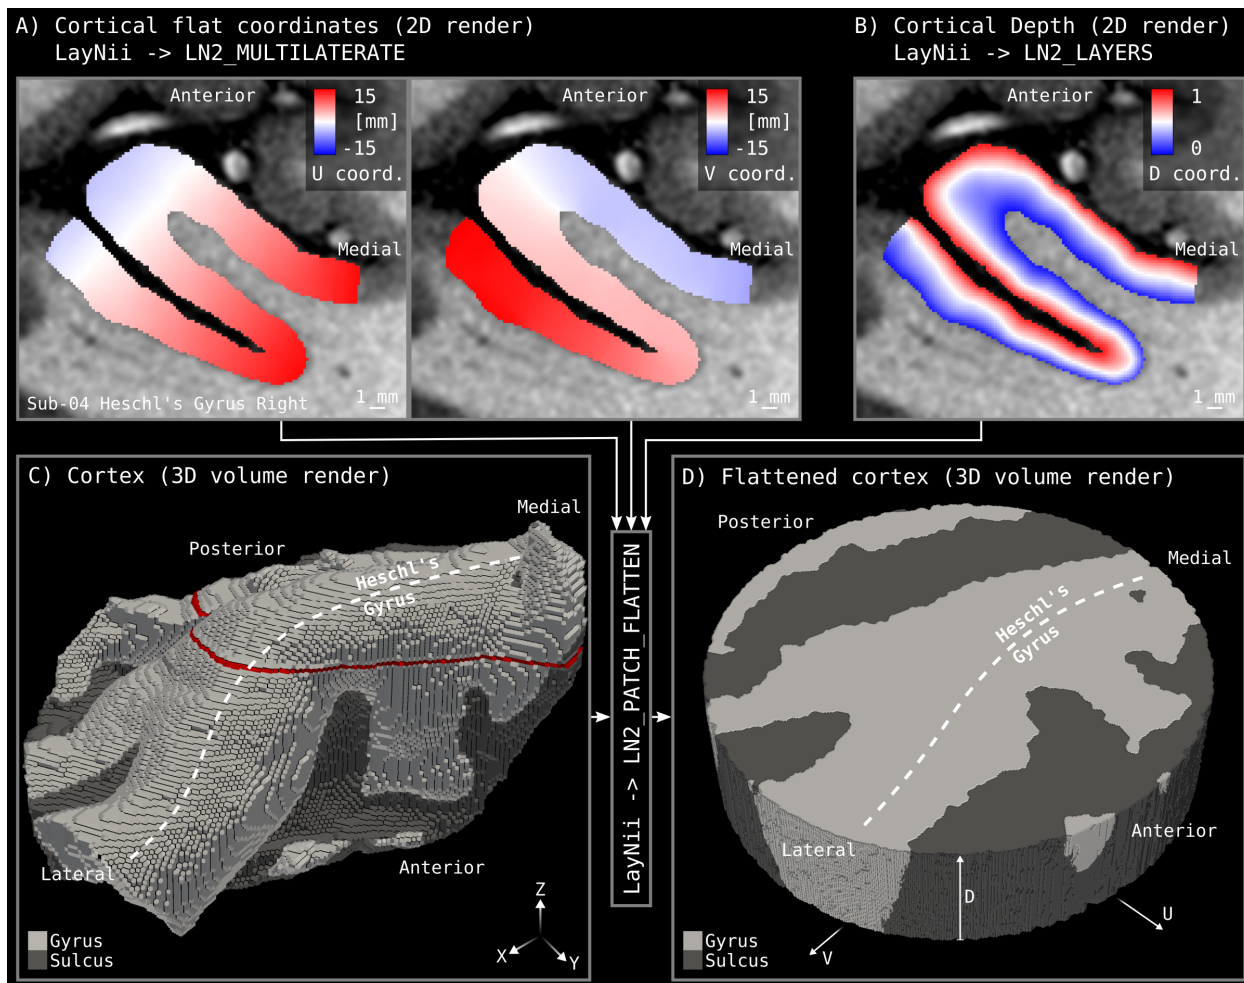 A) Cortical flat coordinates (2D render)
LayNii -> LN2_MULTILATERATE
B) Cortical Depth (2D render)
LayNii -> LN2_LAYERS
Anterior
15
[mm]
-15
U coord.
Medial
Sub-04 Heschl's Gyrus Right
1 mm
Anterior
15
[mm]
-15
V coord.
Medial
1 mm
Anterior
1
0
D coord.
Medial
1 mm
C) Cortex (3D volume render)
Medial
Posterior
Heschl's
Gyrus
Lateral
Anterior
Z
X
Y
Gyrus
Sulcus
LayNii -> LN2_PATCH_FLATTEN
D) Flattened cortex (3D volume render)
Posterior
Medial
Heschl's
Gyrus
Lateral
Anterior
D
U
V
Gyrus
Sulcus